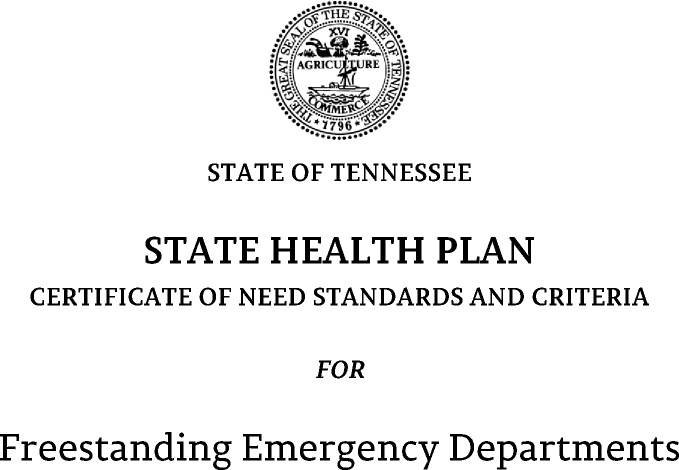 THE GREAT SEAL OF THE STATE OF TENNESSEE
XVI
AGRICULTURE
COMMERCE
1796
STATE OF TENNESSEE
STATE HEALTH PLAN
CERTIFICATE OF NEED STANDARDS AND CRITERIA
FOR
Freestanding Emergency Departments